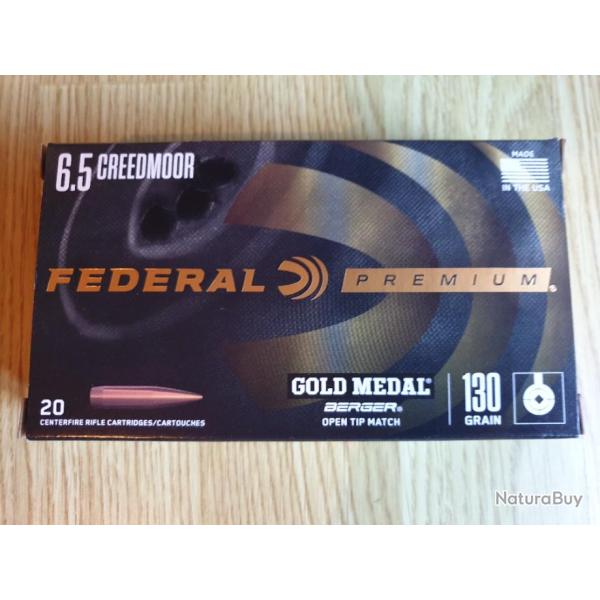 6.5 CREEDMOOR
MADE
IN THE USA
FEDERAL PREMIUM®
20
CENTERFIRE RIFLE CARTRIDGES/CARTOUCHES
GOLD MEDAL®
BERGER®
OPEN TIP MATCH
130
GRAIN
NaturaBuy